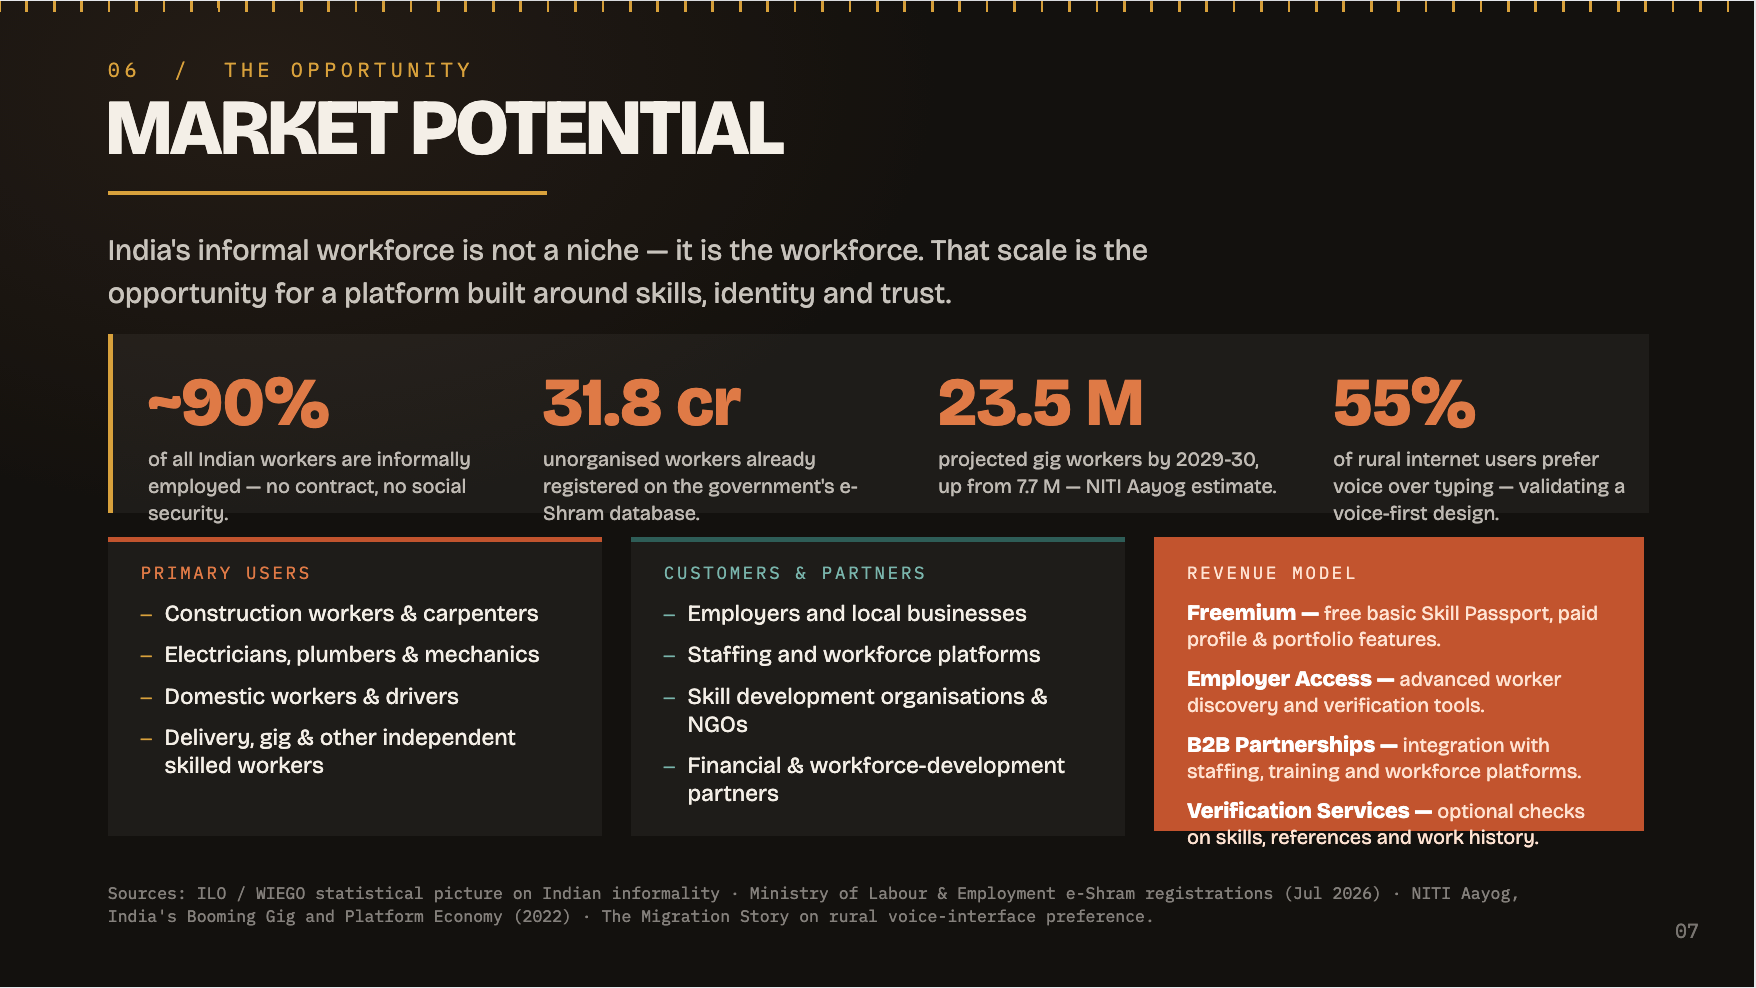 06 / THE OPPORTUNITY
MARKET POTENTIAL
India's informal workforce is not a niche — it is the workforce. That scale is the
opportunity for a platform built around skills, identity and trust.
~90%
of all Indian workers are informally
employed — no contract, no social
security.
31.8 cr
unorganised workers already
registered on the government's e-
Shram database.
23.5 M
projected gig workers by 2029-30,
up from 7.7 M — NITI Aayog estimate.
55%
of rural internet users prefer
voice over typing — validating a
voice-first design.
PRIMARY USERS
– Construction workers & carpenters
– Electricians, plumbers & mechanics
– Domestic workers & drivers
– Delivery, gig & other independent
skilled workers
CUSTOMERS & PARTNERS
– Employers and local businesses
– Staffing and workforce platforms
– Skill development organisations &
NGOs
– Financial & workforce-development
partners
REVENUE MODEL
Freemium — free basic Skill Passport, paid
profile & portfolio features.
Employer Access — advanced worker
discovery and verification tools.
B2B Partnerships — integration with
staffing, training and workforce platforms.
Verification Services — optional checks
on skills, references and work history.
Sources: ILO / WIEGO statistical picture on Indian informality · Ministry of Labour & Employment e-Shram registrations (Jul 2026) · NITI Aayog,
India's Booming Gig and Platform Economy (2022) · The Migration Story on rural voice-interface preference.
07